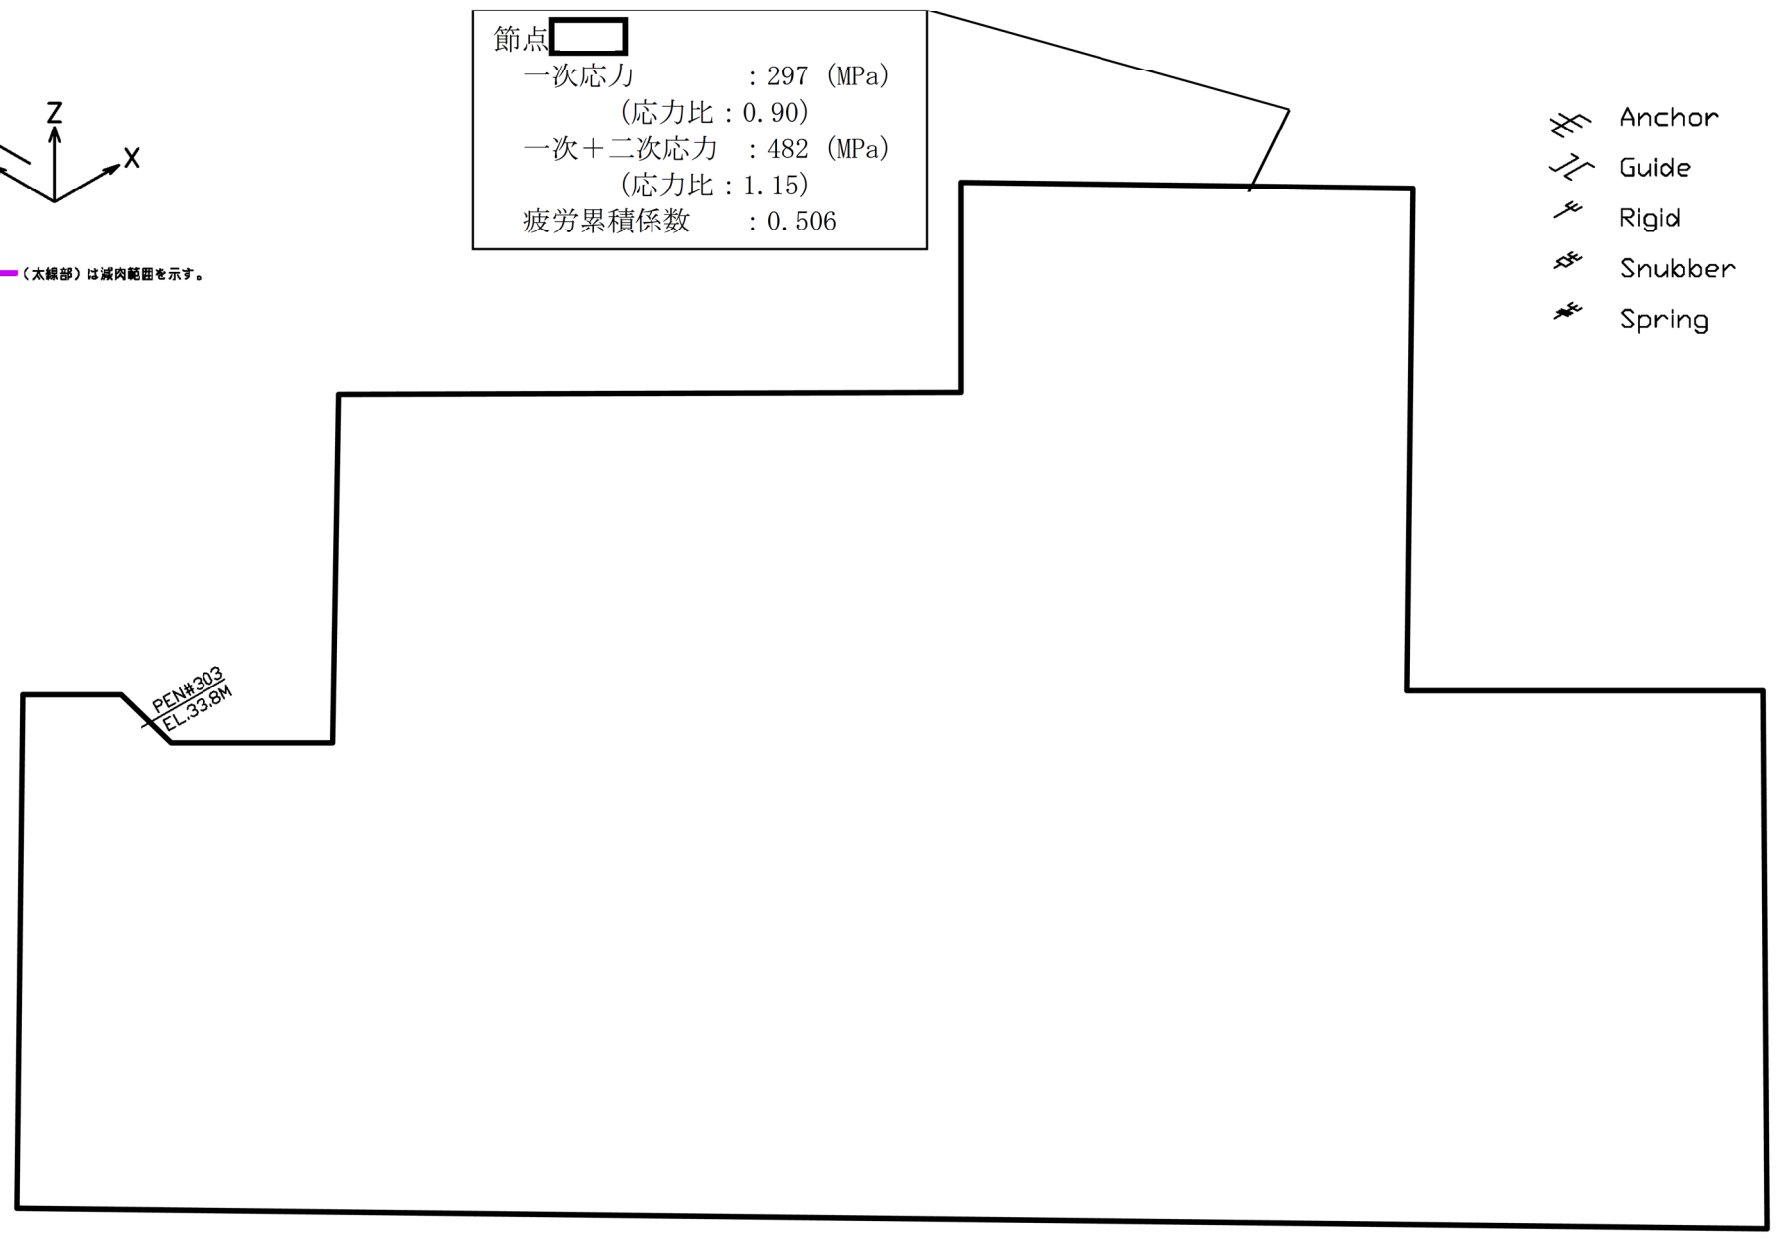 節点
一次応力 : 297 (MPa)
(応力比 : 0.90)
一次+二次応力 : 482 (MPa)
(応力比 : 1.15)
疲労累積係数 : 0.506
Z
X
(太線部)は減肉範囲を示す。
Anchor
Guide
Rigid
Snubber
Spring
PEN#303
EL.33.8M